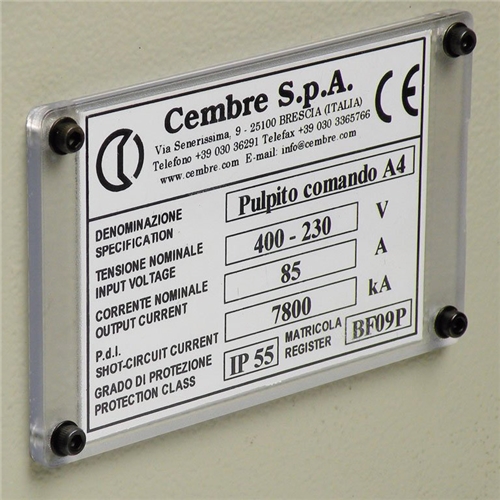 Cembre S.p.A.
Via Serenissima, 9 - 25100 BRESCIA (ITALIA)
Telefono +39 030 36291 Telefax +39 030 3365766
www.cembre.com E-mail: info@cembre.com
CE
DENOMINAZIONE
SPECIFICATION
Pulpito comando A4
TENSIONE NOMINALE
INPUT VOLTAGE
400 - 230 V
CORRENTE NOMINALE
OUTPUT CURRENT
85 A
P.d.I.
SHOT-CIRCUIT CURRENT
7800 kA
GRADO DI PROTEZIONE
PROTECTION CLASS
IP 55
MATRICOLA
REGISTER
BF09P